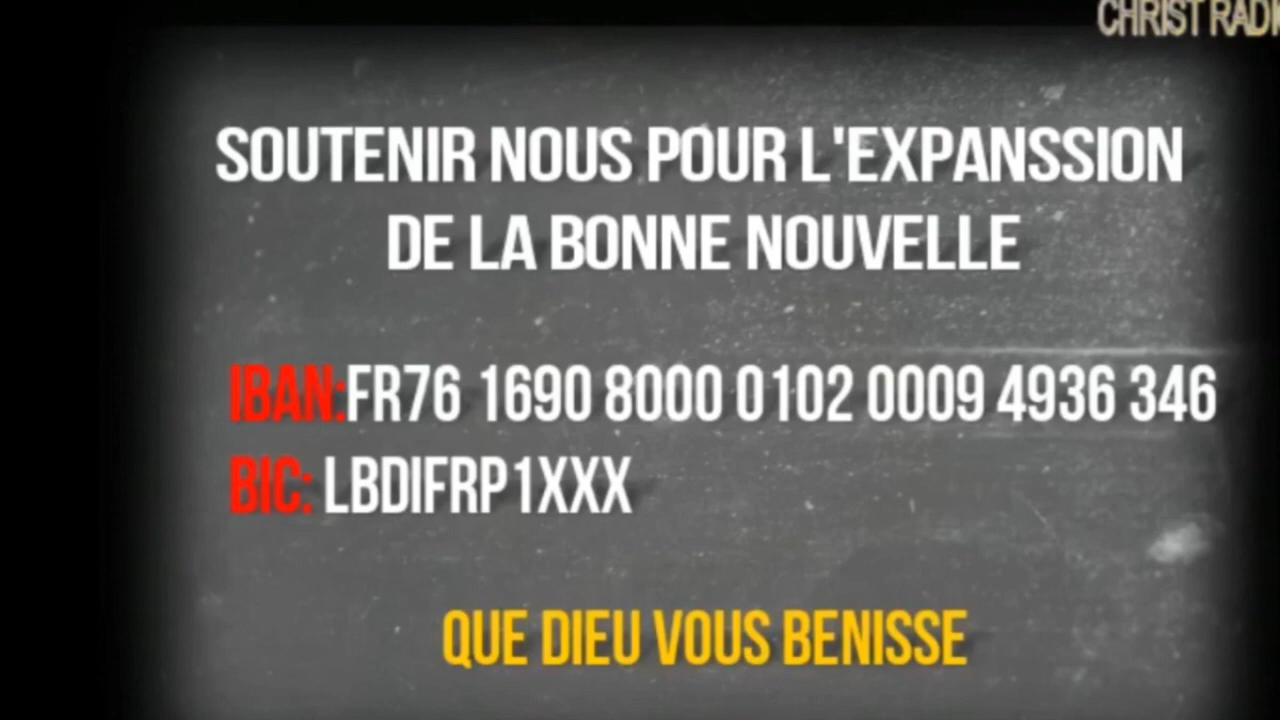 CHRIST
SOUTENIR NOUS POUR L'EXPANSSION
DE LA BONNE NOUVELLE
IBAN:FR76 1690 8000 0102 0009 4936 346
BIC: LBDIFRP1XXX
QUE DIEU VOUS BENISSE